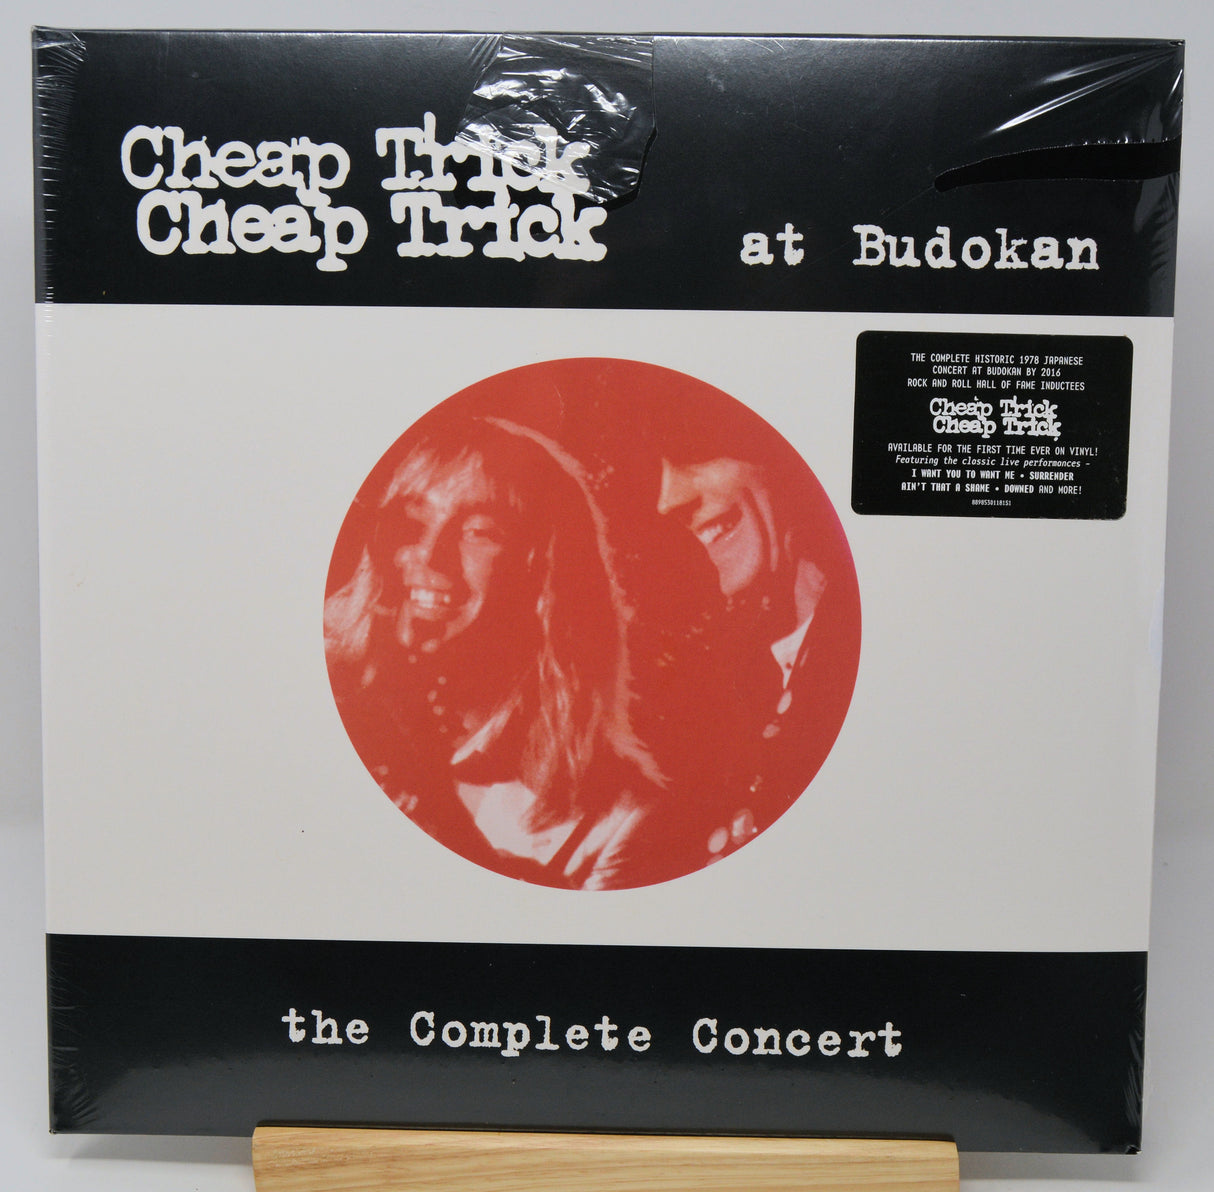 Cheap Trick
Cheap Trick
at Budokan
THE COMPLETE HISTORIC 1978 JAPANESE
CONCERT AT BUDOKAN BY 2016
ROCK AND ROLL HALL OF FAME INDUCTEES
Cheap Trick
Cheap Trick
AVAILABLE FOR THE FIRST TIME EVER ON VINYL!
Featuring the classic live performances -
I WANT YOU TO WANT ME • SURRENDER
AIN'T THAT A SHAME • DOWNED AND MORE!
8898530118151
the Complete Concert